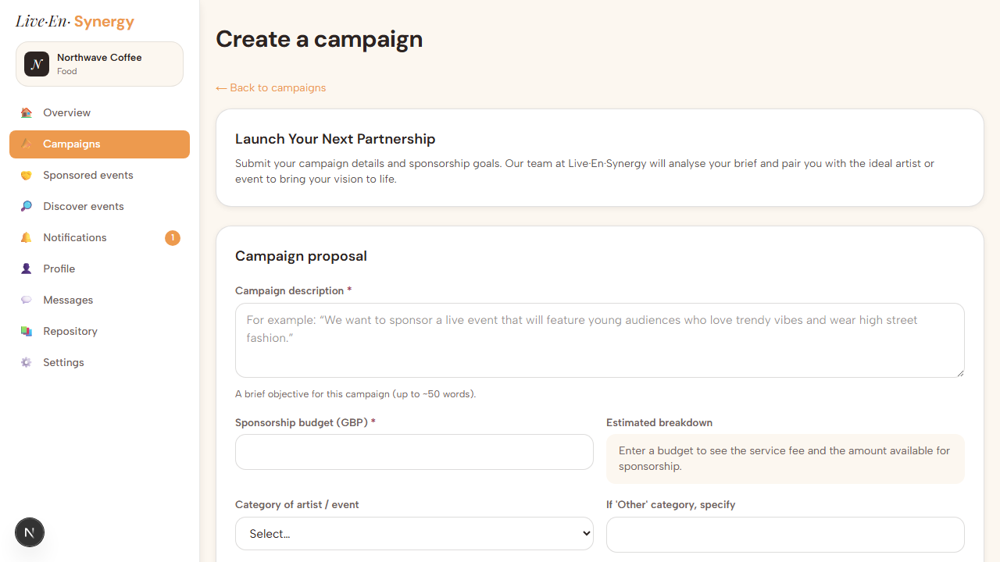 Live·En· Synergy
N
Northwave Coffee
Food
Overview
Campaigns
Sponsored events
Discover events
Notifications 1
Profile
Messages
Repository
Settings
N
Create a campaign
← Back to campaigns
Launch Your Next Partnership
Submit your campaign details and sponsorship goals. Our team at Live·En·Synergy will analyse your brief and pair you with the ideal artist or
event to bring your vision to life.
Campaign proposal
Campaign description *
For example: “We want to sponsor a live event that will feature young audiences who love trendy vibes and wear high street
fashion.”
A brief objective for this campaign (up to ~50 words).
Sponsorship budget (GBP) *
Estimated breakdown
Enter a budget to see the service fee and the amount available for
sponsorship.
Category of artist / event
Select...
If 'Other' category, specify